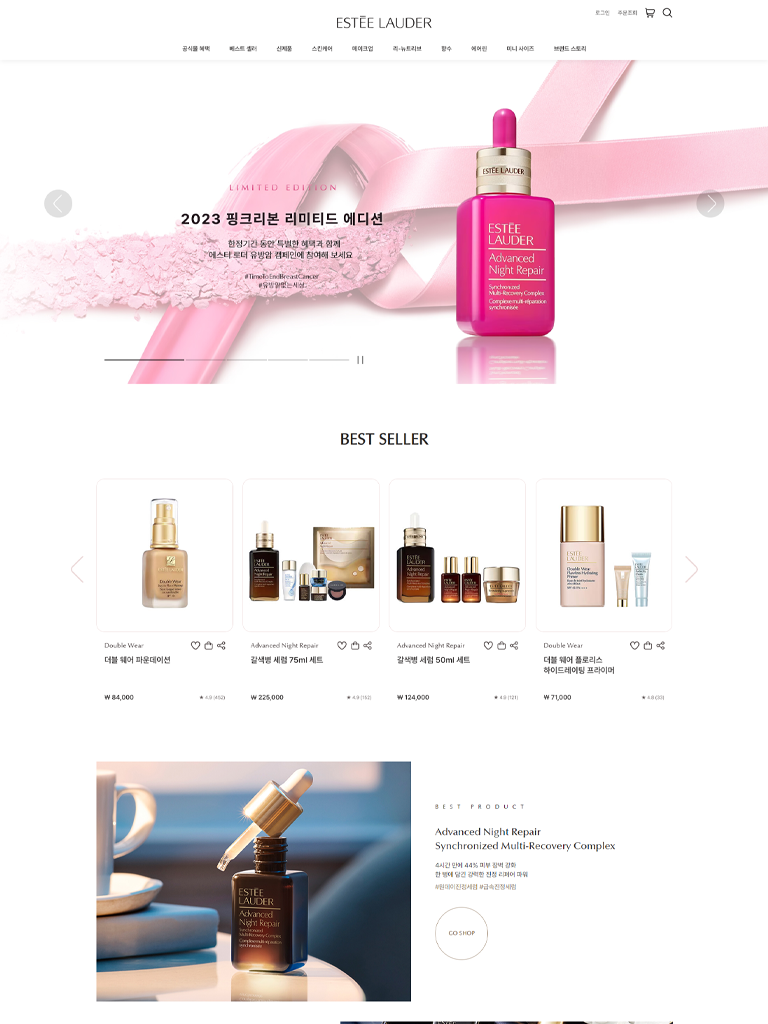 로그인 주문조회
ESTĒE LAUDER
공식몰 혜택 베스트 셀러 신제품 스킨케어 메이크업 리-뉴트리브 향수 에어린 미니 사이즈 브랜드 스토리
LIMITED EDITION
2023 핑크리본 리미티드 에디션
한정기간 동안 특별한 혜택과 함께
에스티 로더 유방암 캠페인에 참여해 보세요
#TimeToEndBreastCancer
#유방암없는세상
ESTĒE LAUDER
ESTĒE
LAUDER
Advanced
Night Repair
Synchronized
Multi-Recovery Complex
Complexe multi-réparation
synchronisée
BEST SELLER
Double Wear
더블 웨어 파운데이션
₩ 84,000
★ 4.9 (452)
Advanced Night Repair
갈색병 세럼 75ml 세트
₩ 225,000
Advanced Night Repair
갈색병 세럼 50ml 세트
₩ 124,000
★ 4.9 (121)
Double Wear
더블 웨어 플로리스
하이드레이팅 프라이머
₩ 71,000
BEST PRODUCT
Advanced Night Repair
Synchronized Multi-Recovery Complex
4시간 만에 44% 피부 장벽 강화
한 병에 담긴 강력한 진정 리페어 파워
#원데이진정세럼 #급속진정세럼
GO SHOP
ESTĒE
LAUDER
Advanced
Night Repair
Synchronized
Multi-Recovery Complex
Complexe multi-réparation
synchronisée